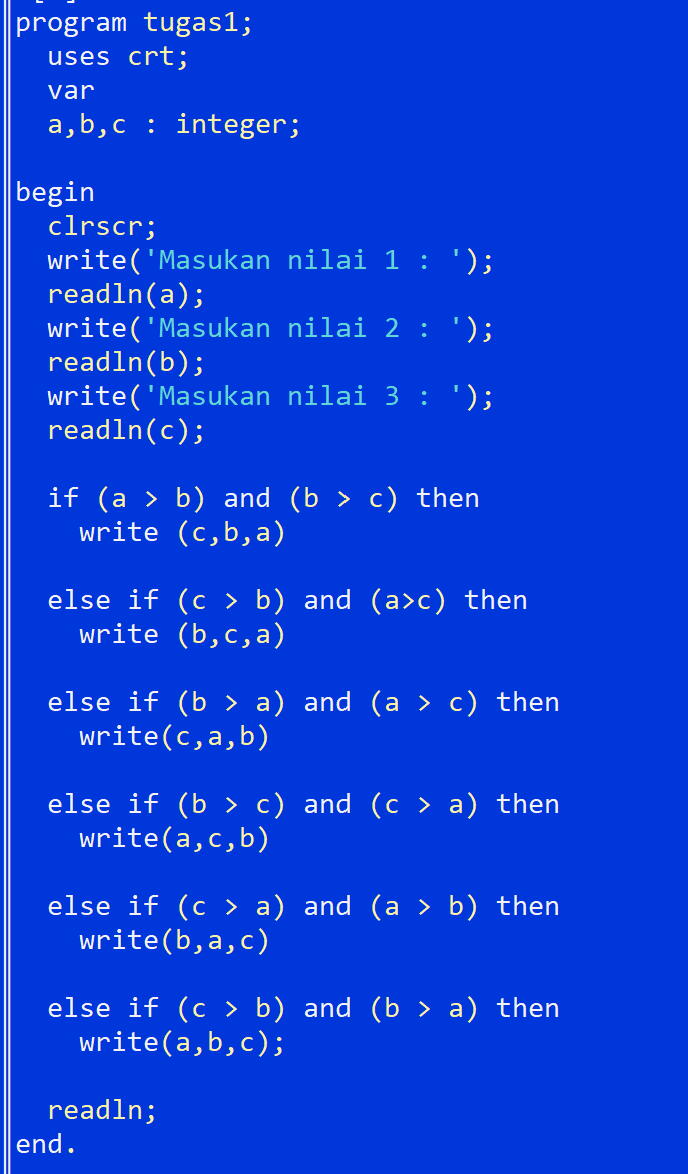 program tugas1;
  uses crt;
  var
  a,b,c : integer;

begin
  clrscr;
  write('Masukan nilai 1 : ');
  readln(a);
  write('Masukan nilai 2 : ');
  readln(b);
  write('Masukan nilai 3 : ');
  readln(c);

  if (a > b) and (b > c) then
    write (c,b,a)

  else if (c > b) and (a>c) then
    write (b,c,a)

  else if (b > a) and (a > c) then
    write(c,a,b)

  else if (b > c) and (c > a) then
    write(a,c,b)

  else if (c > a) and (a > b) then
    write(b,a,c)

  else if (c > b) and (b > a) then
    write(a,b,c);

  readln;
end.